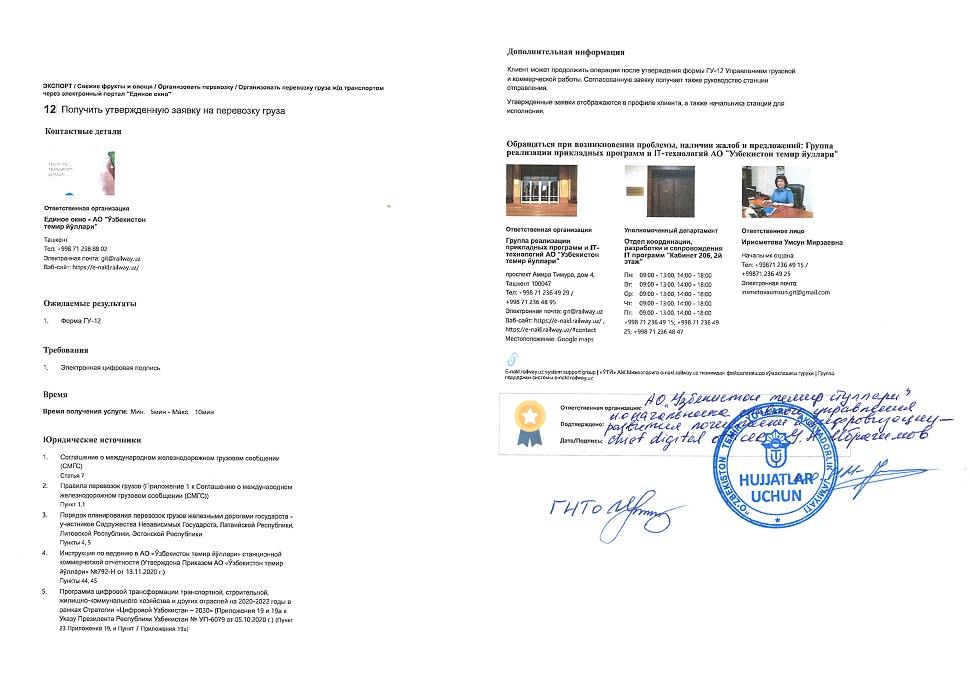 ЭКСПОРТ / Свежие фрукты и овощи / Организовать перевозку / Организовать перевозку груза ж/д транспортом
через электронный портал "Единое окно"
12 Получить утвержденную заявку на перевозку груза
Контактные детали
Ответственная организация
Единое окно - АО "Ўзбекистон
темир йўллари"
Ташкент
Тел: +998 71 238 88 02
Электронная почта: git@railway.uz
Ваб-сайт: https://e-nakl.railway.uz/
Ожидаемые результаты
1. Форма ГУ-12
Требования
1. Электронная цифровая подпись
Время
Время получения услуги: Мин. 5мин - Макс. 10мин
Юридические источники
1. Соглашение о международном железнодорожном грузовом сообщении
(СМГС)
Статья 7
2. Правила перевозок грузов (Приложение 1 к Соглашению о международном
железнодорожном грузовом сообщении (СМГС))
Пункт 1,1
3. Порядок планирования перевозок грузов железными дорогами государств -
участников Содружества Независимых Государств, Латвийской Республики,
Литовской Республики, Эстонской Республики
Пункты 4, 5
4. Инструкция по ведению в АО «Ўзбекистон темир йўллари» станционной
коммерческой отчетности (Утверждена Приказом АО «Ўзбекистон темир
йўллари» №792-Н от 13.11.2020 г.)
Пункты 44, 45
5. Программа цифровой трансформации транспортной, строительной,
жилищно-коммунального хозяйства и других отраслей на 2020-2022 годы в
рамках Стратегии «Цифровой Узбекистан – 2030» (Приложения 19 и 19а к
Указу Президента Республики Узбекистан № УП-6079 от 05.10.2020 г.) (Пункт
23 Приложения 19, и Пункт 7 Приложения 19а)
Дополнительная информация
Клиент может продолжить операции после утверждения формы ГУ-12 Управлением грузовой
и коммерческой работы. Согласованную заявку получает также руководство станции
отправления.
Утвержденные заявки отображаются в профиле клиента, а также начальника станции для
исполнения.
Обращаться при возникновении проблемы, наличии жалоб и предложений: Группа
реализации прикладных программ и IT-технологий АО "Узбекистон темир йуллари"
Ответственная организация
Группа реализации
прикладных программ и IT-
технологий АО "Узбекистон
темир йуллари"
проспект Амира Тимура, дом 4,
Ташкент 100047
Тел: +998 71 236 49 29 /
+998 71 236 48 95
Электронная почта: git@railway.uz
Ваб-сайт: https://e-nakl.railway.uz/ ,
https://e-nakl.railway.uz/#contact
Местоположение: Google maps
Уполномоченный департамент
Отдел координации,
разработки и сопровождения
IT программ "Кабинет 206, 2й
этаж"
Пн: 09:00 - 13:00, 14:00 - 18:00
Вт: 09:00 - 13:00, 14:00 - 18:00
Ср: 09:00 - 13:00, 14:00 - 18:00
Чт: 09:00 - 13:00, 14:00 - 18:00
Пт: 09:00 - 13:00, 14:00 - 18:00
+998 71 236 49 15; +998 71 236 49
25; +998 71 236 48 47
Ответственное лицо
Ирисметова Умсун Мирзаевна
Начальник отдела
Тел: +99871 236 49 15 /
+99871 236 49 25
Электронная почта:
irismetovaumsun.git@gmail.com
E-nakl.railway.uz system support group | «ЎТЙ» АЖ Мижозларига e-nakl.railway.uz тизимидан фойдаланишда кўмаклашиш гуруҳи | Группа
поддержки системы e-nakl.railway.uz
Ответственная организация: АО "Узбекистон темир йуллари"
Подтверждено:
Дата/Подпись: chief digital
O'ZBEKISTON TEMIR YO'LLARI AKSIYADORLIK JAMIYATI
HUJJATLAR
UCHUN